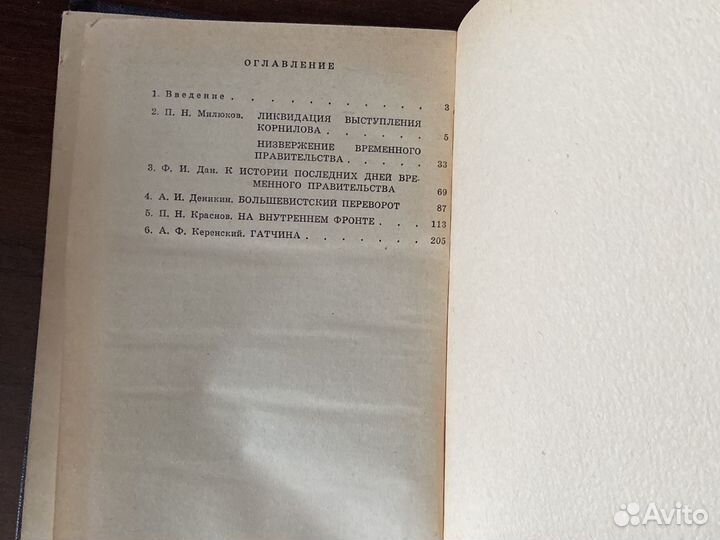 ОГЛАВЛЕНИЕ
1. Введение . . . . . . . . . . . 3
2. П. Н. Милюков. ЛИКВИДАЦИЯ ВЫСТУПЛЕНИЯ
КОРНИЛОВА . . . . . . 5
НИЗВЕРЖЕНИЕ ВРЕМЕННОГО
ПРАВИТЕЛЬСТВА . . . . . 33
3. Ф. И. Дан. К ИСТОРИИ ПОСЛЕДНИХ ДНЕЙ ВРЕ-
МЕННОГО ПРАВИТЕЛЬСТВА 69
4. А. И. Деникин. БОЛЬШЕВИСТСКИЙ ПЕРЕВОРОТ 87
5. П. Н. Краснов. НА ВНУТРЕННЕМ ФРОНТЕ . . . 113
6. А. Ф. Керенский. ГАТЧИНА . . . . . . . 205
Avito